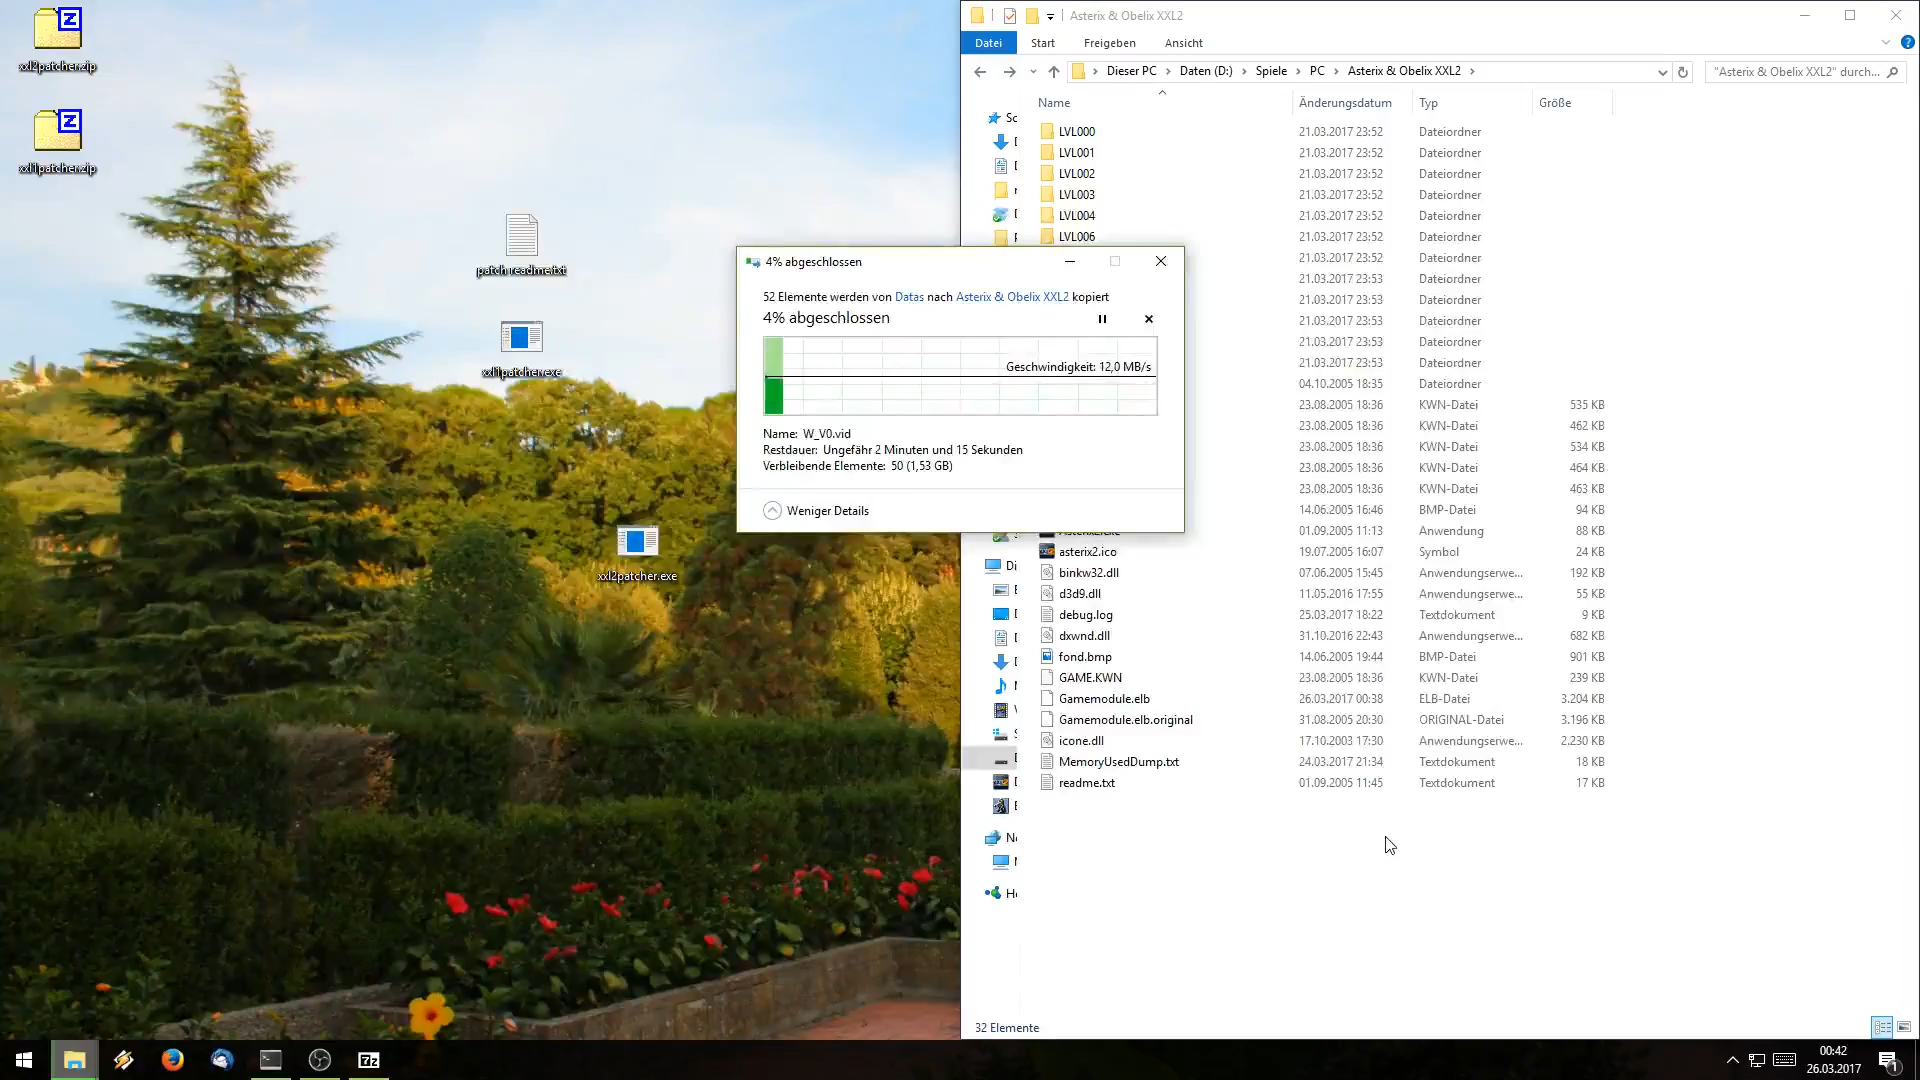 xxl2patcher.zip
xxl1patcher.zip
patch readme.txt
xxl1patcher.exe
xxl2patcher.exe
Asterix & Obelix XXL2
Datei Start Freigeben Ansicht
Dieser PC Daten (D:) Spiele PC Asterix & Obelix XXL2
"Asterix & Obelix XXL2" durch...
Name Änderungsdatum Typ Größe
LVL000 21.03.2017 23:52 Dateiordner
LVL001 21.03.2017 23:52 Dateiordner
LVL002 21.03.2017 23:52 Dateiordner
LVL003 21.03.2017 23:52 Dateiordner
LVL004 21.03.2017 23:52 Dateiordner
LVL006 21.03.2017 23:52 Dateiordner
21.03.2017 23:52 Dateiordner
21.03.2017 23:53 Dateiordner
21.03.2017 23:53 Dateiordner
21.03.2017 23:53 Dateiordner
21.03.2017 23:53 Dateiordner
21.03.2017 23:53 Dateiordner
04.10.2005 18:35 Dateiordner
23.08.2005 18:36 KWN-Datei 535 KB
23.08.2005 18:36 KWN-Datei 462 KB
23.08.2005 18:36 KWN-Datei 534 KB
23.08.2005 18:36 KWN-Datei 464 KB
23.08.2005 18:36 KWN-Datei 463 KB
14.06.2005 16:46 BMP-Datei 94 KB
01.09.2005 11:13 Anwendung 88 KB
asterix2.ico 19.07.2005 16:07 Symbol 24 KB
binkw32.dll 07.06.2005 15:45 Anwendungserwe... 192 KB
d3d9.dll 11.05.2016 17:55 Anwendungserwe... 55 KB
debug.log 25.03.2017 18:22 Textdokument 9 KB
dxwnd.dll 31.10.2016 22:43 Anwendungserwe... 682 KB
fond.bmp 14.06.2005 19:44 BMP-Datei 901 KB
GAME.KWN 23.08.2005 18:36 KWN-Datei 239 KB
Gamemodule.elb 26.03.2017 00:38 ELB-Datei 3.204 KB
Gamemodule.elb.original 31.08.2005 20:30 ORIGINAL-Datei 3.196 KB
icone.dll 17.10.2003 17:30 Anwendungserwe... 2.230 KB
MemoryUsedDump.txt 24.03.2017 21:34 Textdokument 18 KB
readme.txt 01.09.2005 11:45 Textdokument 17 KB
32 Elemente
4% abgeschlossen
52 Elemente werden von Datas nach Asterix & Obelix XXL2 kopiert
4% abgeschlossen
Geschwindigkeit: 12,0 MB/s
Name: W_V0.vid
Restdauer: Ungefähr 2 Minuten und 15 Sekunden
Verbleibende Elemente: 50 (1,53 GB)
Weniger Details
7z
00:42
26.03.2017
1